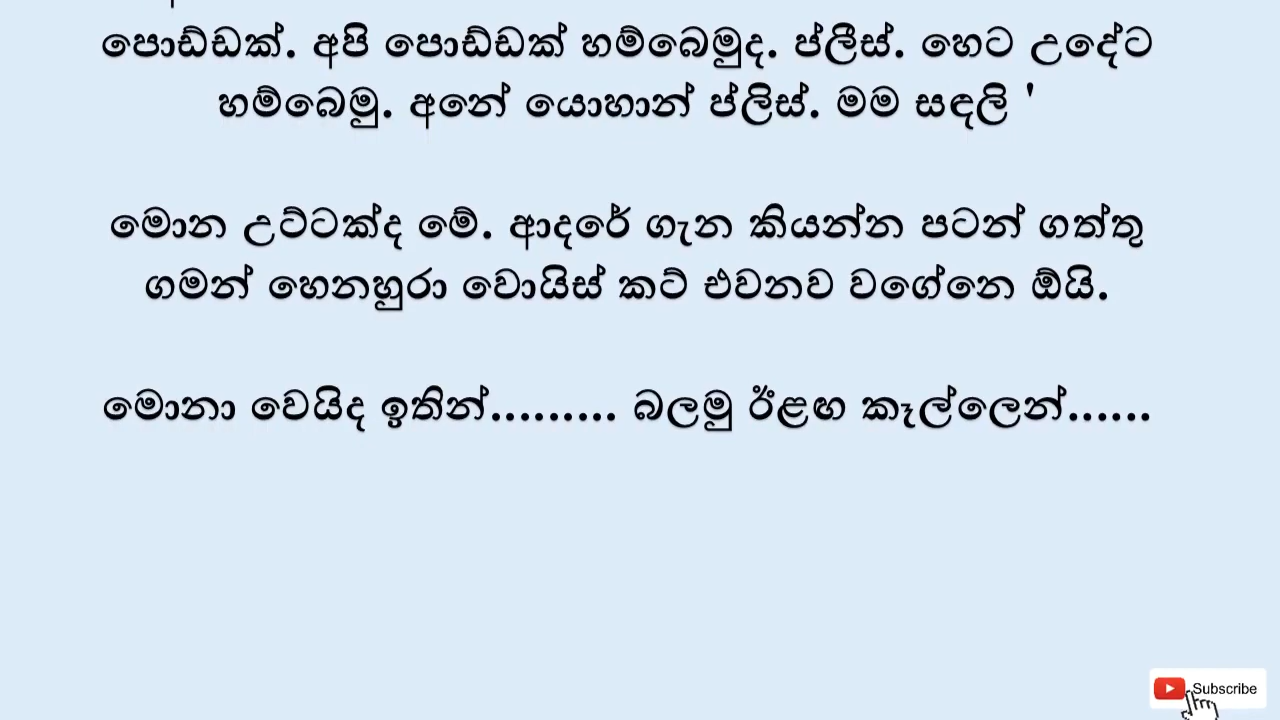 පොඩ්ඩක්. අපි පොඩ්ඩක් හම්බෙමුද. ප්ලීස්. හෙට උදේට
හම්බෙමු. අනේ යොහාන් ප්ලිස්. මම සඳලි '
මොන උට්ටක්ද මේ. ආදරේ ගැන කියන්න පටන් ගත්තු
ගමන් හෙනහුරා වොයිස් කට් එවනව වගේනෙ ඕයි.
මොනා වෙයිද ඉතින්......... බලමු ඊළඟ කෑල්ලෙන්......
Subscribe